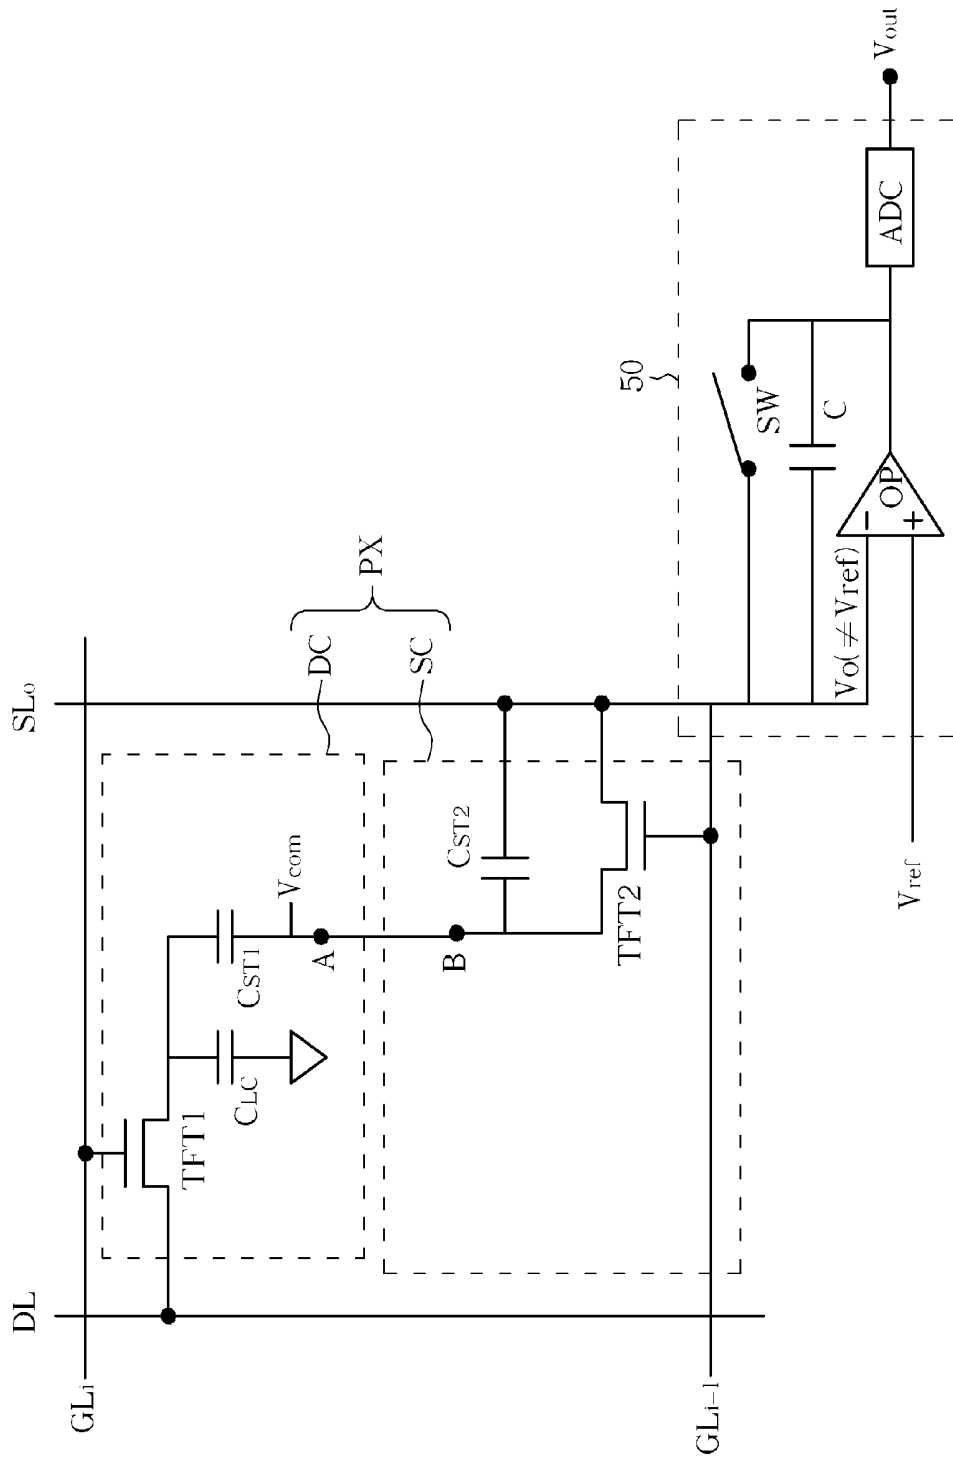 DL
SLo
GLi
TFT1
CLC
CST1
Vcom
A
DC
PX
SC
B
CST2
TFT2
GLi-1
50
SW
C
Vo(≠Vref)
OP
−
+
Vref
ADC
Vout